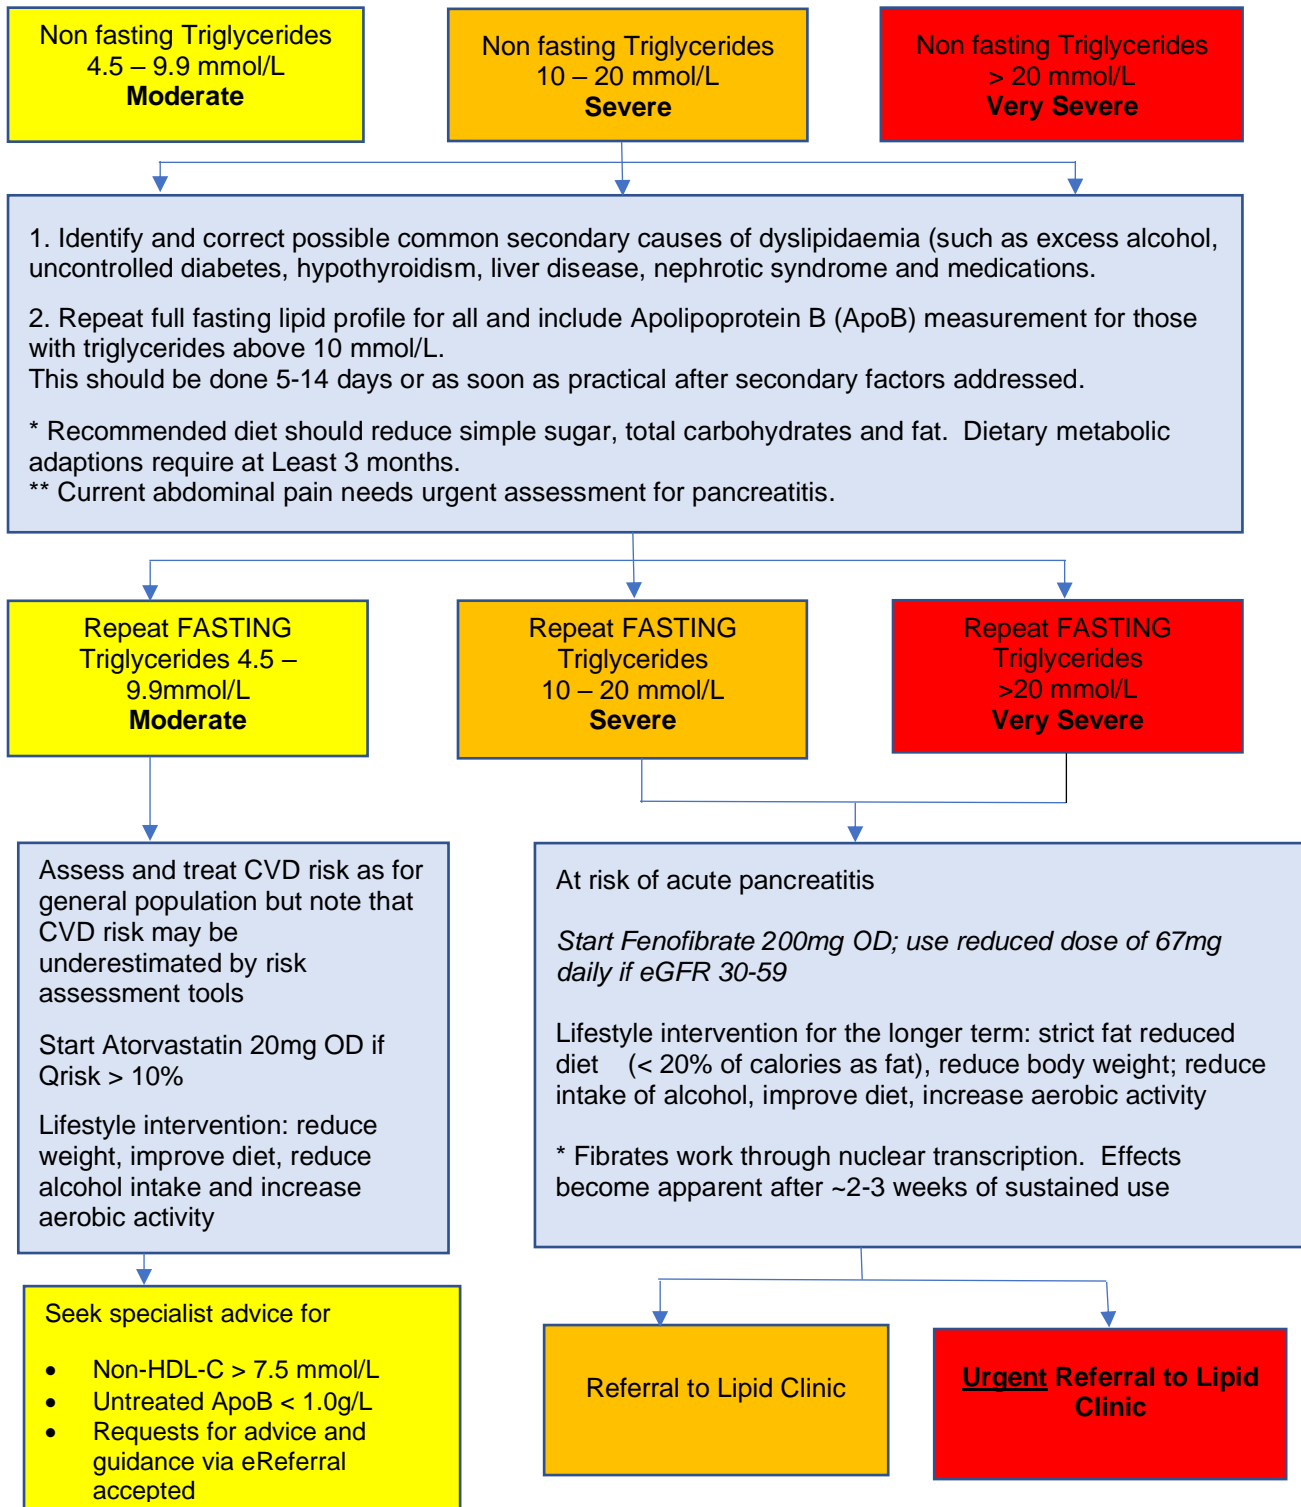 Non fasting Triglycerides
4.5 – 9.9 mmol/L
Moderate
Non fasting Triglycerides
10 – 20 mmol/L
Severe
Non fasting Triglycerides
> 20 mmol/L
Very Severe
1. Identify and correct possible common secondary causes of dyslipidaemia (such as excess alcohol,
uncontrolled diabetes, hypothyroidism, liver disease, nephrotic syndrome and medications.
2. Repeat full fasting lipid profile for all and include Apolipoprotein B (ApoB) measurement for those
with triglycerides above 10 mmol/L.
This should be done 5-14 days or as soon as practical after secondary factors addressed.
* Recommended diet should reduce simple sugar, total carbohydrates and fat. Dietary metabolic
adaptions require at Least 3 months.
** Current abdominal pain needs urgent assessment for pancreatitis.
Repeat FASTING
Triglycerides 4.5 –
9.9mmol/L
Moderate
Repeat FASTING
Triglycerides
10 – 20 mmol/L
Severe
Repeat FASTING
Triglycerides
>20 mmol/L
Very Severe
Assess and treat CVD risk as for
general population but note that
CVD risk may be
underestimated by risk
assessment tools
Start Atorvastatin 20mg OD if
Qrisk > 10%
Lifestyle intervention: reduce
weight, improve diet, reduce
alcohol intake and increase
aerobic activity
At risk of acute pancreatitis
Start Fenofibrate 200mg OD; use reduced dose of 67mg
daily if eGFR 30-59
Lifestyle intervention for the longer term: strict fat reduced
diet (< 20% of calories as fat), reduce body weight; reduce
intake of alcohol, improve diet, increase aerobic activity
* Fibrates work through nuclear transcription. Effects
become apparent after ~2-3 weeks of sustained use
Seek specialist advice for
• Non-HDL-C > 7.5 mmol/L
• Untreated ApoB < 1.0g/L
• Requests for advice and
guidance via eReferral
accepted
Referral to Lipid Clinic
Urgent Referral to Lipid
Clinic